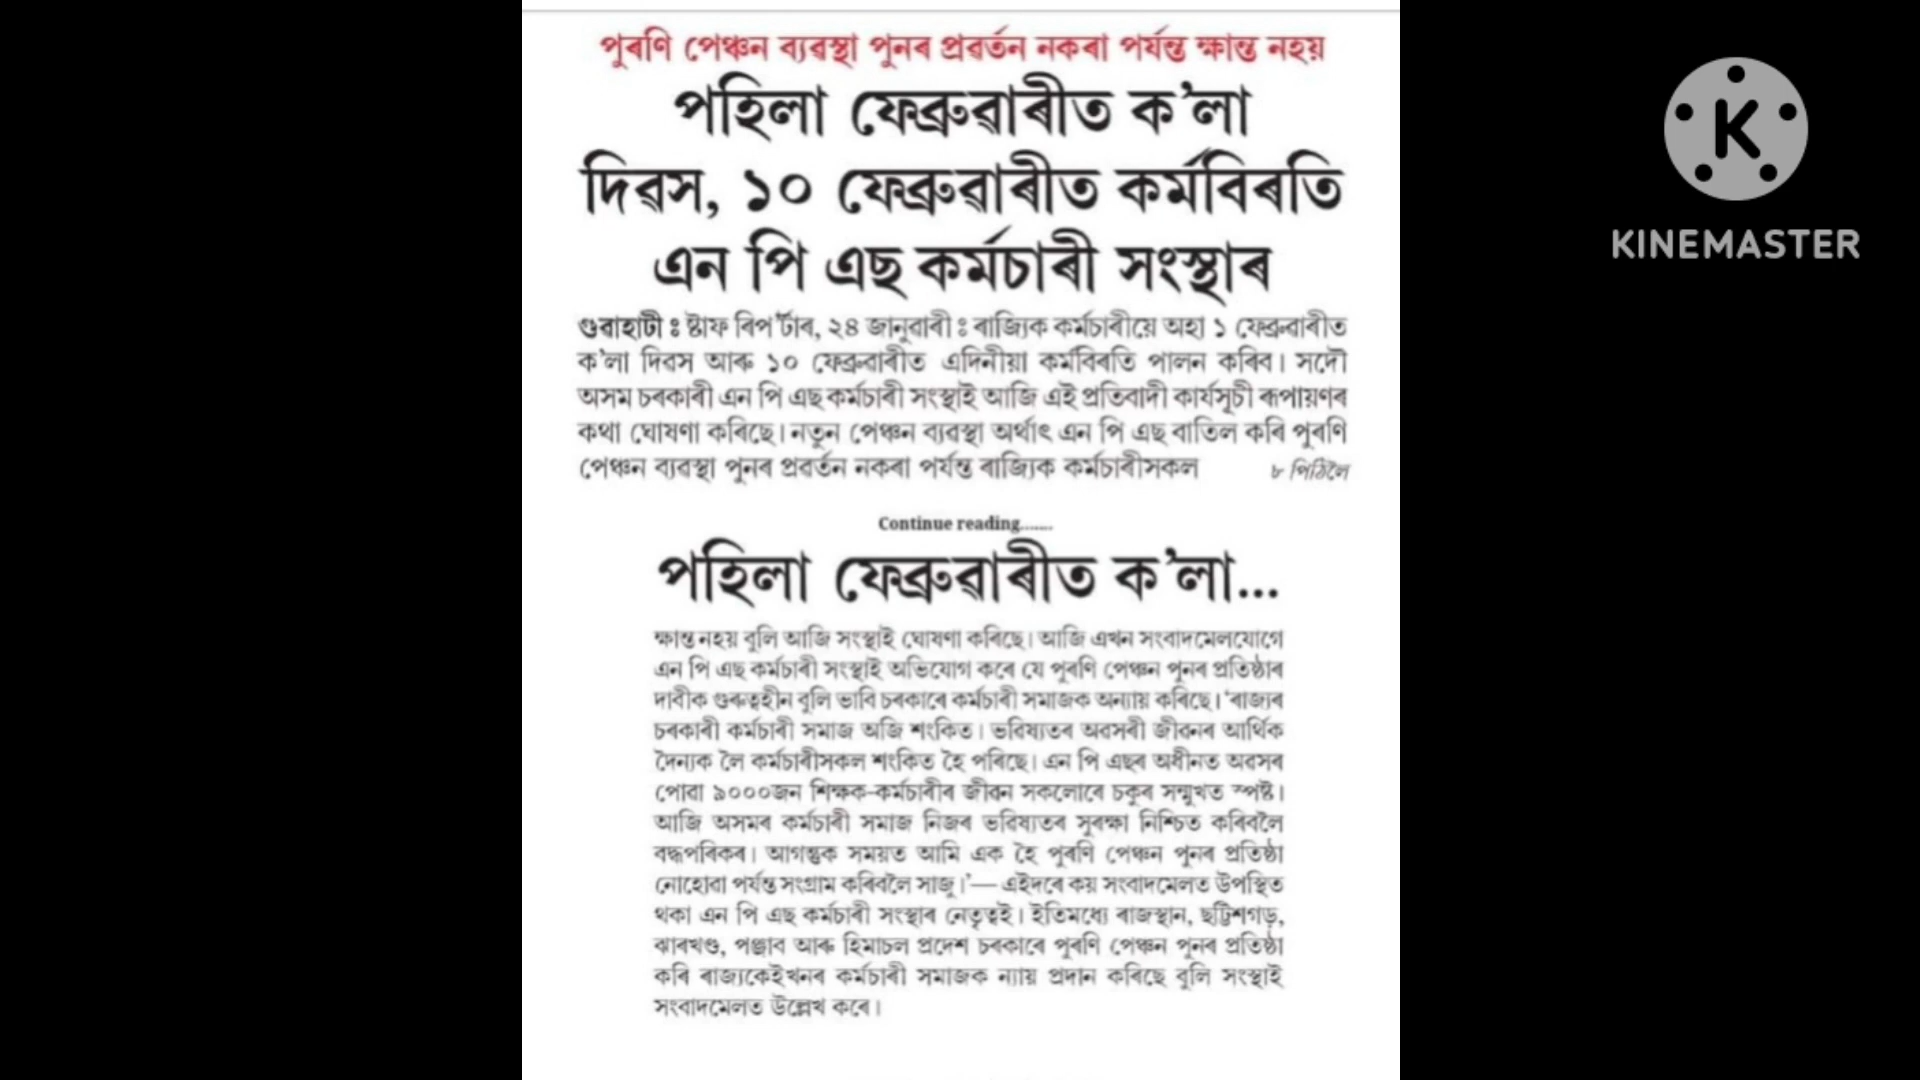 পুৰণি পেঞ্চন ব্যৱস্থা পুনৰ প্ৰৱৰ্তন নকৰা পৰ্যন্ত ক্ষান্ত নহয়
পহিলা ফেব্ৰুৱাৰীত ক'লা
দিৱস, ১০ ফেব্ৰুৱাৰীত কৰ্মবিৰতি
এন পি এছ কৰ্মচাৰী সংস্থাৰ
গুৱাহাটী ঃ ষ্টাফ ৰিপ'ৰ্টাৰ, ২৪ জানুৱাৰী ঃ ৰাজ্যিক কৰ্মচাৰীয়ে অহা ১ ফেব্ৰুৱাৰীত
ক'লা দিৱস আৰু ১০ ফেব্ৰুৱাৰীত এদিনীয়া কৰ্মবিৰতি পালন কৰিব। সদৌ
অসম চৰকাৰী এন পি এছ কৰ্মচাৰী সংস্থাই আজি এই প্ৰতিবাদী কাৰ্যসূচী ৰূপায়ণৰ
কথা ঘোষণা কৰিছে। নতুন পেঞ্চন ব্যৱস্থা অৰ্থাৎ এন পি এছ বাতিল কৰি পুৰণি
পেঞ্চন ব্যৱস্থা পুনৰ প্ৰৱৰ্তন নকৰা পৰ্যন্ত ৰাজ্যিক কৰ্মচাৰীসকল ৮ পিঠিলৈ
Continue reading.......
পহিলা ফেব্ৰুৱাৰীত ক'লা...
ক্ষান্ত নহয় বুলি আজি সংস্থাই ঘোষণা কৰিছে। আজি এখন সংবাদমেলযোগে
এন পি এছ কৰ্মচাৰী সংস্থাই অভিযোগ কৰে যে পুৰণি পেঞ্চন পুনৰ প্ৰতিষ্ঠাৰ
দাবীক গুৰুত্বহীন বুলি ভাবি চৰকাৰে কৰ্মচাৰী সমাজক অন্যায় কৰিছে। ‘ৰাজ্যৰ
চৰকাৰী কৰ্মচাৰী সমাজ অজি শংকিত। ভৱিষ্যতৰ অৱসৰী জীৱনৰ আৰ্থিক
দৈন্যক লৈ কৰ্মচাৰীসকল শংকিত হৈ পৰিছে। এন পি এছৰ অধীনত অৱসৰ
পোৱা ৯০০০জন শিক্ষক-কৰ্মচাৰীৰ জীৱন সকলোৰে চকুৰ সন্মুখত স্পষ্ট।
আজি অসমৰ কৰ্মচাৰী সমাজ নিজৰ ভৱিষ্যতৰ সুৰক্ষা নিশ্চিত কৰিবলৈ
বদ্ধপৰিকৰ। আগন্তুক সময়ত আমি এক হৈ পুৰণি পেঞ্চন পুনৰ প্ৰতিষ্ঠা
নোহোৱা পৰ্যন্ত সংগ্ৰাম কৰিবলৈ সাজু।’— এইদৰে কয় সংবাদমেলত উপস্থিত
থকা এন পি এছ কৰ্মচাৰী সংস্থাৰ নেতৃত্বই। ইতিমধ্যে ৰাজস্থান, ছট্টিশগড়,
ঝাৰখণ্ড, পঞ্জাব আৰু হিমাচল প্ৰদেশ চৰকাৰে পুৰণি পেঞ্চন পুনৰ প্ৰতিষ্ঠা
কৰি ৰাজ্যকেইখনৰ কৰ্মচাৰী সমাজক ন্যায় প্ৰদান কৰিছে বুলি সংস্থাই
সংবাদমেলত উল্লেখ কৰে।
KINEMASTER